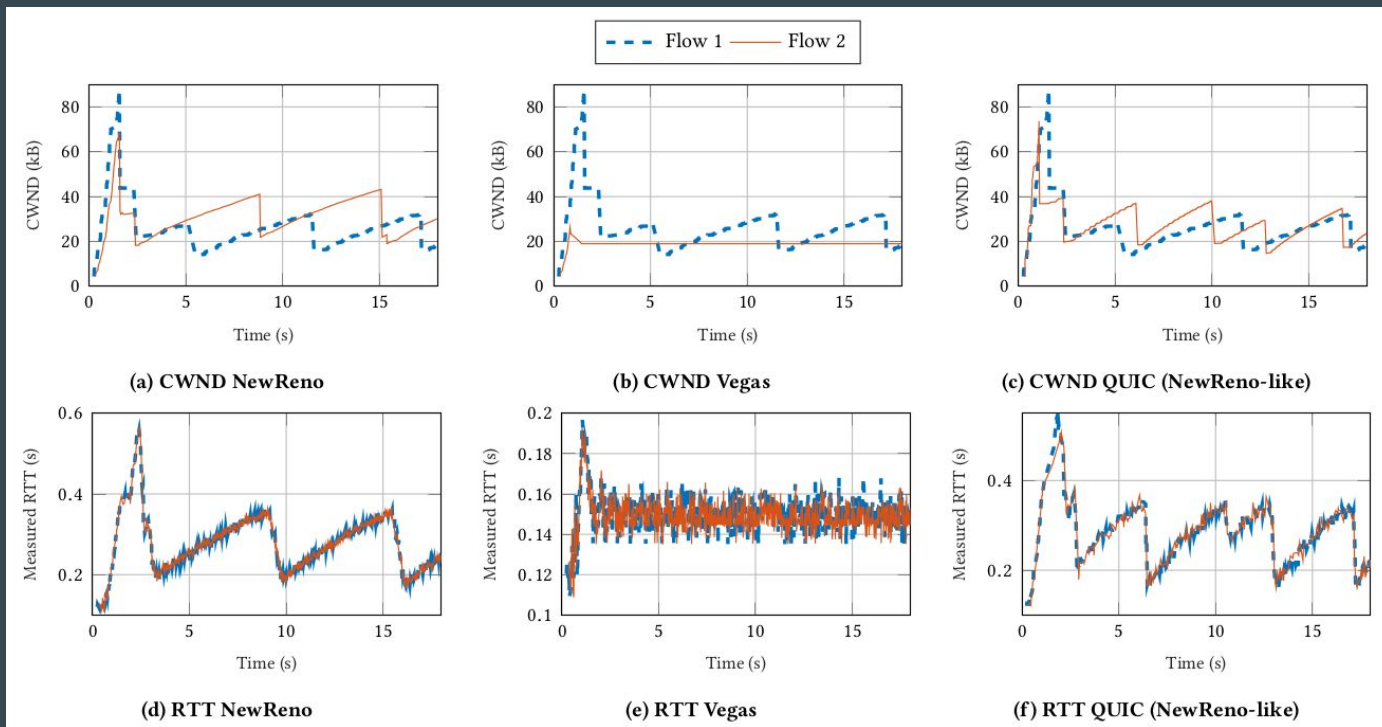 Flow 1 Flow 2
80
60
40
20
0
CWND (kB)
0 5 10 15
Time (s)
(a) CWND NewReno
80
60
40
20
0
CWND (kB)
0 5 10 15
Time (s)
(b) CWND Vegas
80
60
40
20
0
CWND (kB)
0 5 10 15
Time (s)
(c) CWND QUIC (NewReno-like)
0.6
0.4
0.2
Measured RTT (s)
0 5 10 15
Time (s)
(d) RTT NewReno
0.2
0.18
0.16
0.14
0.12
0.1
Measured RTT (s)
0 5 10 15
Time (s)
(e) RTT Vegas
0.4
0.2
Measured RTT (s)
0 5 10 15
Time (s)
(f) RTT QUIC (NewReno-like)